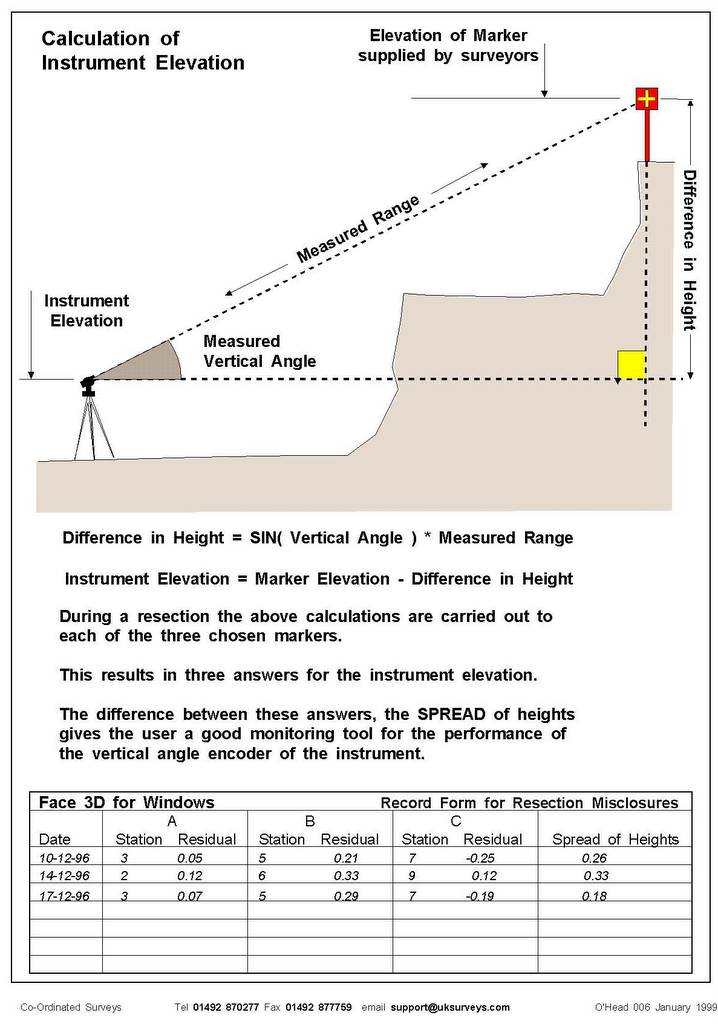 Calculation of
Instrument Elevation
Elevation of Marker
supplied by surveyors
Difference in Height
Measured Range
Instrument
Elevation
Measured
Vertical Angle
Difference in Height = SIN( Vertical Angle ) * Measured Range
Instrument Elevation = Marker Elevation - Difference in Height
During a resection the above calculations are carried out to
each of the three chosen markers.
This results in three answers for the instrument elevation.
The difference between these answers, the SPREAD of heights
gives the user a good monitoring tool for the performance of
the vertical angle encoder of the instrument.
Face 3D for Windows Record Form for Resection Misclosures
A B C
Date Station Residual Station Residual Station Residual Spread of Heights
10-12-96 3 0.05 5 0.21 7 -0.25 0.26
14-12-96 2 0.12 6 0.33 9 0.12 0.33
17-12-96 3 0.07 5 0.29 7 -0.19 0.18
Co-Ordinated Surveys Tel 01492 870277 Fax 01492 877759 email support@uksurveys.com O'Head 006 January 1999